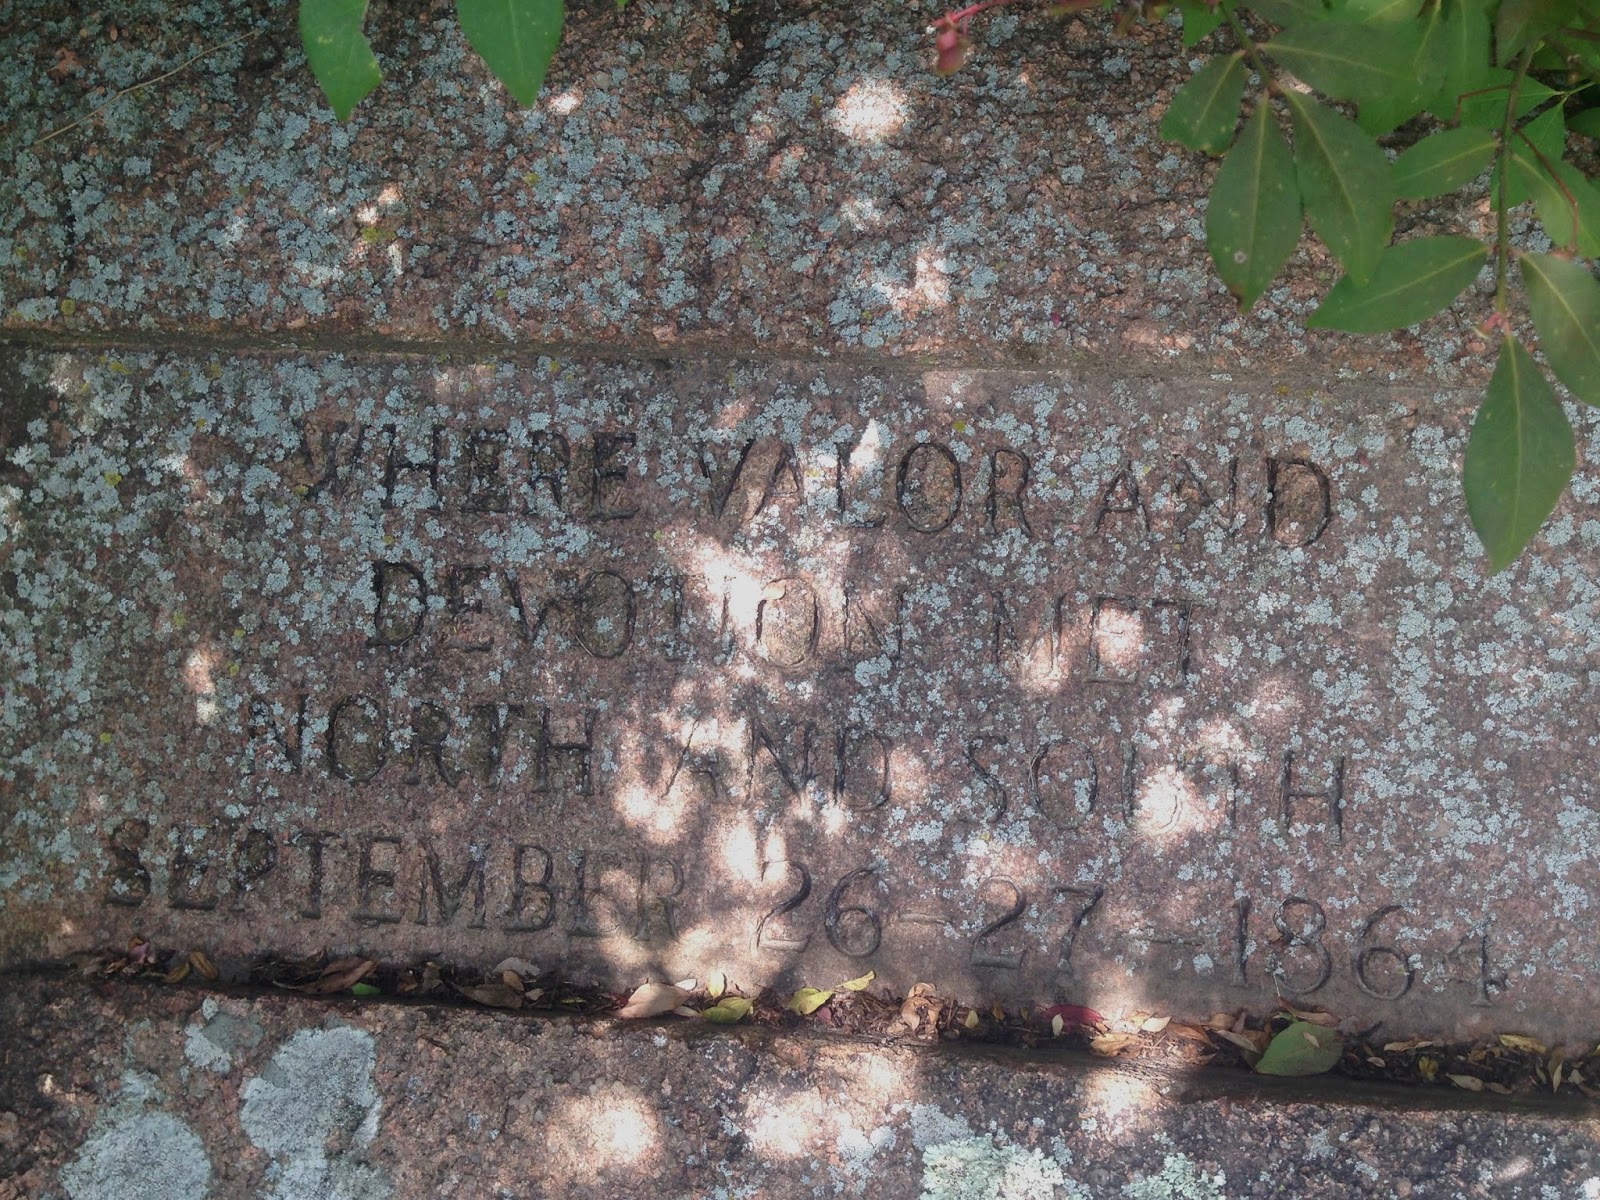 WHERE VALOR AND
DEVOTION MET
NORTH AND SOUTH
SEPTEMBER 26-27-1864